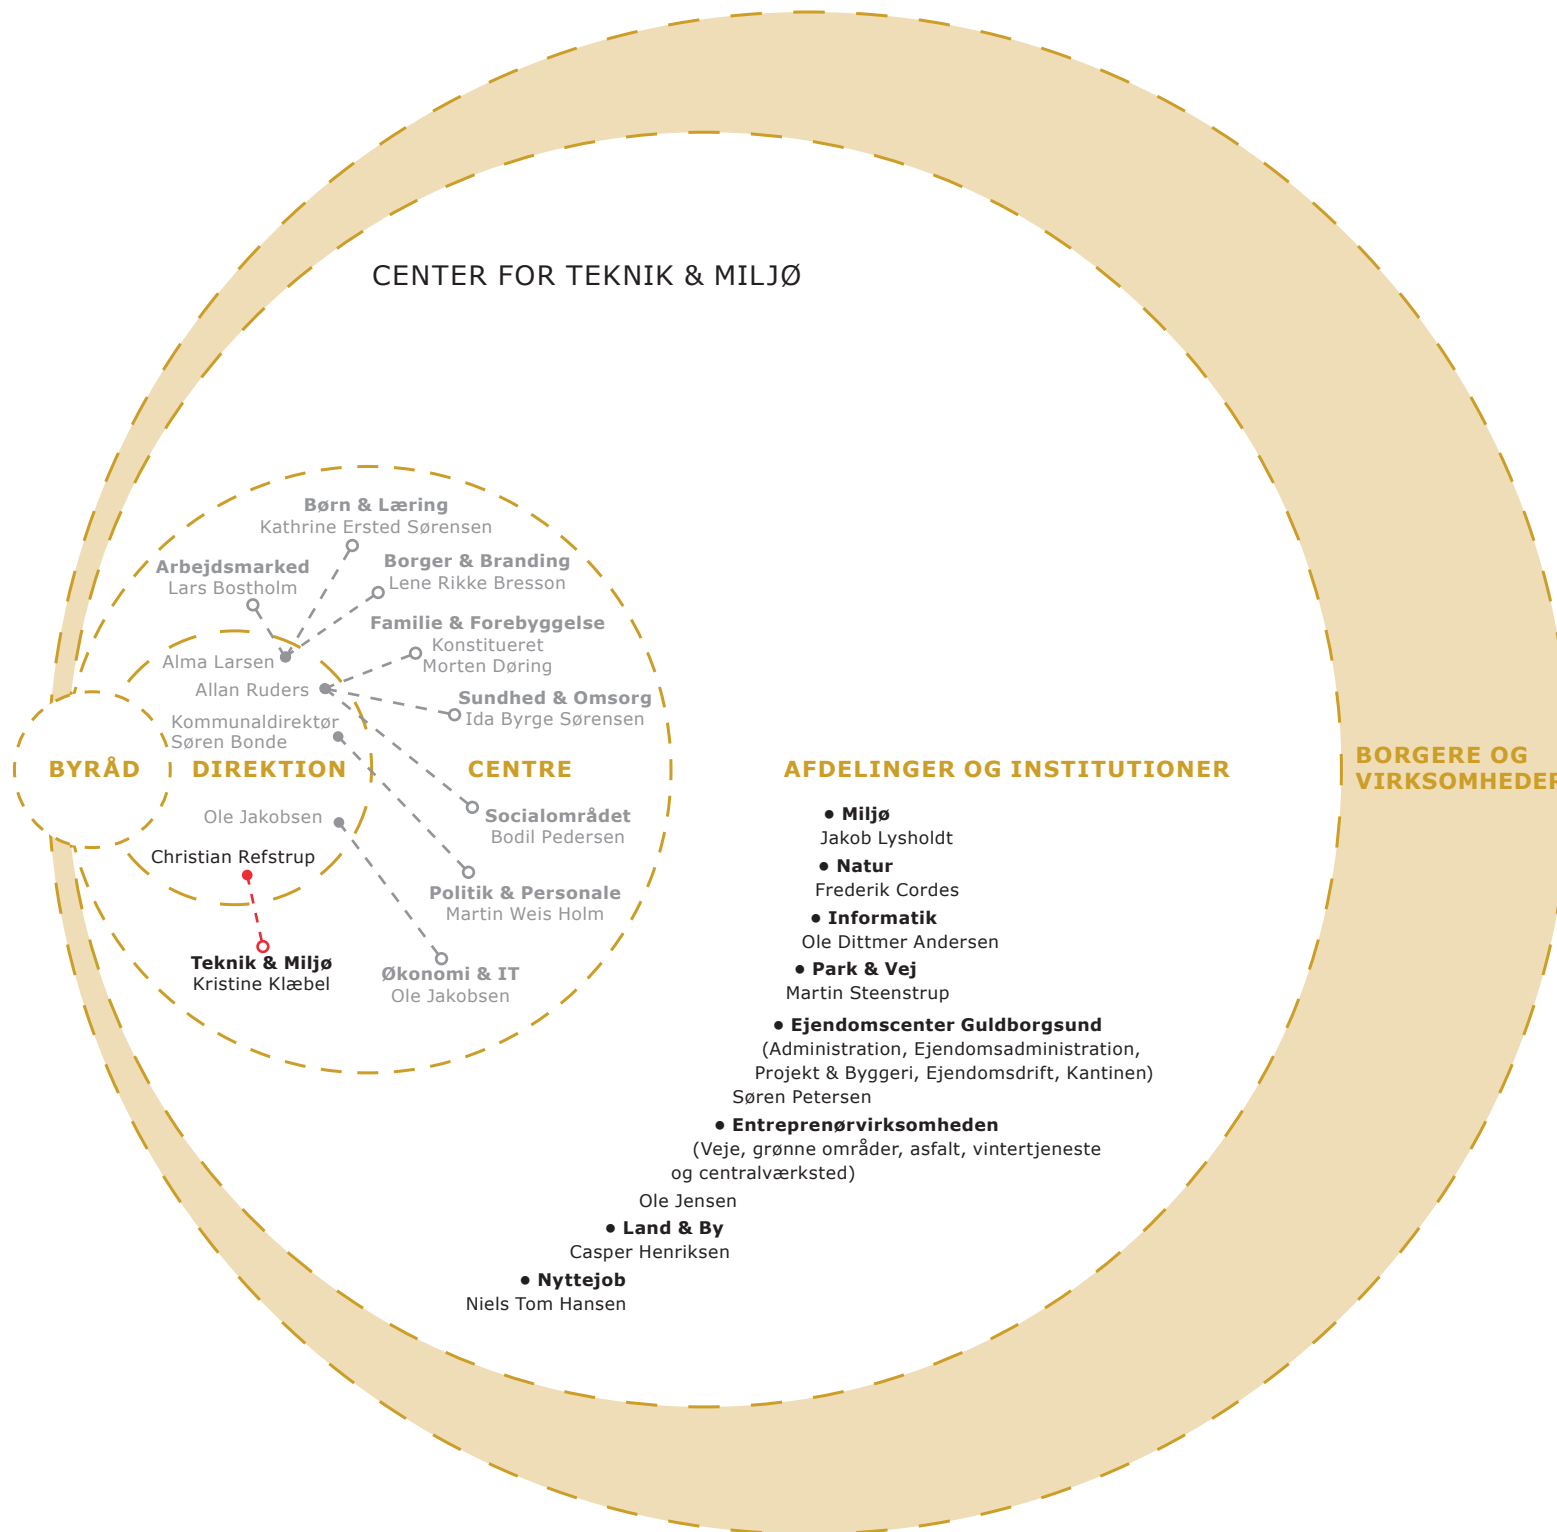 CENTER FOR TEKNIK & MILJØ
Børn & Læring
Kathrine Ersted Sørensen
Arbejdsmarked
Lars Bostholm
Borger & Branding
Lene Rikke Bresson
Familie & Forebyggelse
Konstitueret
Morten Døring
Alma Larsen
Allan Ruders
Sundhed & Omsorg
Ida Byrge Sørensen
Kommunaldirektør
Søren Bonde
BYRÅD
DIREKTION
CENTRE
AFDELINGER OG INSTITUTIONER
BORGERE OG
VIRKSOMHEDER
Ole Jakobsen
Socialområdet
Bodil Pedersen
Christian Refstrup
Politik & Personale
Martin Weis Holm
Teknik & Miljø
Kristine Klæbel
Økonomi & IT
Ole Jakobsen
• Miljø
Jakob Lysholdt
• Natur
Frederik Cordes
• Informatik
Ole Dittmer Andersen
• Park & Vej
Martin Steenstrup
• Ejendomscenter Guldborgsund
(Administration, Ejendomsadministration,
Projekt & Byggeri, Ejendomsdrift, Kantinen)
Søren Petersen
• Entreprenørvirksomheden
(Veje, grønne områder, asfalt, vintertjeneste
og centralværksted)
Ole Jensen
• Land & By
Casper Henriksen
• Nyttejob
Niels Tom Hansen